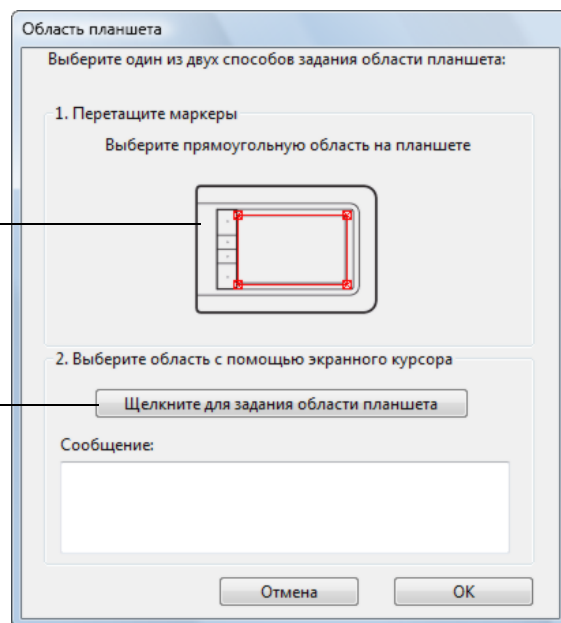 Область планшета
Выберите один из двух способов задания области планшета:
1. Перетащите маркеры
Выберите прямоугольную область на планшете
2. Выберите область с помощью экранного курсора
Щелкните для задания области планшета
Сообщение:
Отмена
OK